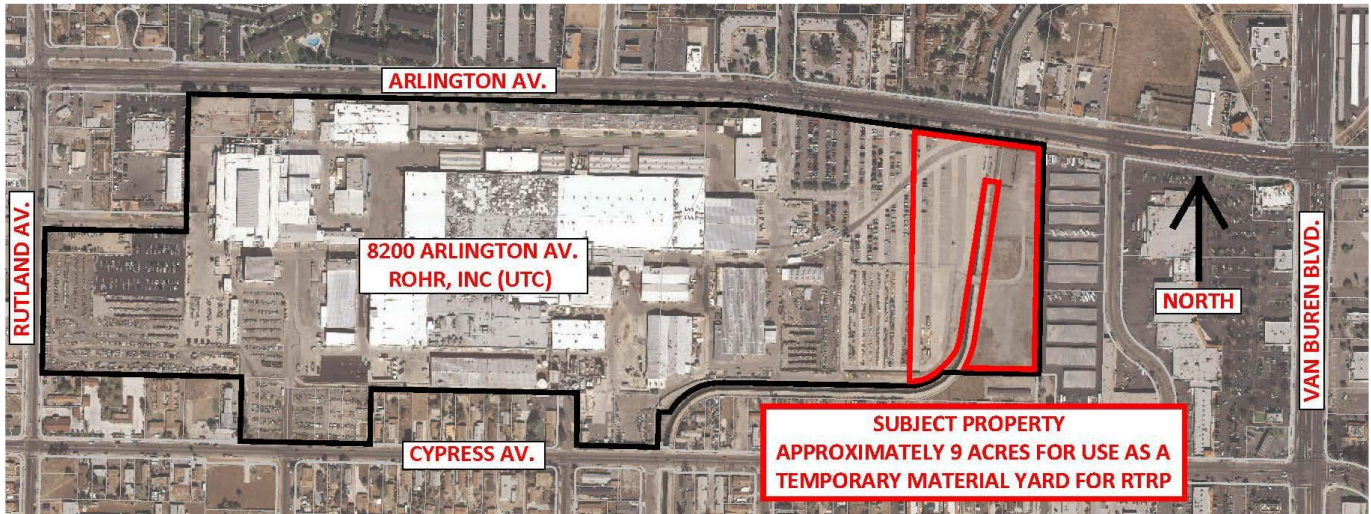 ARLINGTON AV.
RUTLAND AV.
8200 ARLINGTON AV.
ROHR, INC (UTC)
NORTH
VAN BUREN BLVD.
CYPRESS AV.
SUBJECT PROPERTY
APPROXIMATELY 9 ACRES FOR USE AS A
TEMPORARY MATERIAL YARD FOR RTRP